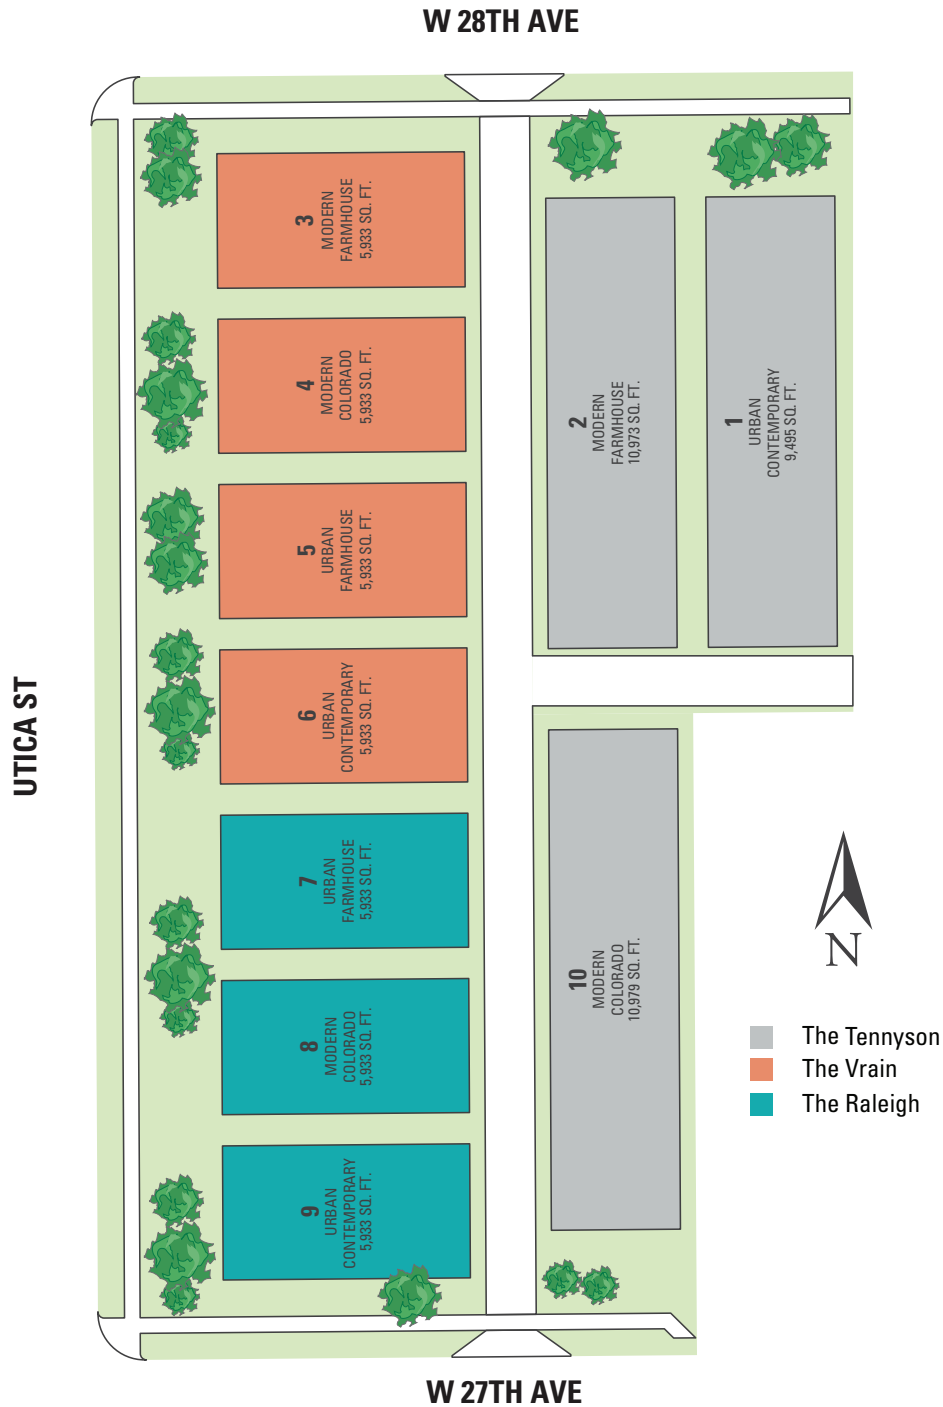 W 28TH AVE
3
MODERN
FARMHOUSE
5,933 SQ. FT.
4
MODERN
COLORADO
5,933 SQ. FT.
5
URBAN
FARMHOUSE
5,933 SQ. FT.
6
URBAN
CONTEMPORARY
5,933 SQ. FT.
7
URBAN
FARMHOUSE
5,933 SQ. FT.
8
MODERN
COLORADO
5,933 SQ. FT.
9
URBAN
CONTEMPORARY
5,933 SQ. FT.
2
MODERN
FARMHOUSE
10,973 SQ. FT.
1
URBAN
CONTEMPORARY
9,495 SQ. FT.
10
MODERN
COLORADO
10,979 SQ. FT.
UTICA ST
N
The Tennyson
The Vrain
The Raleigh
W 27TH AVE